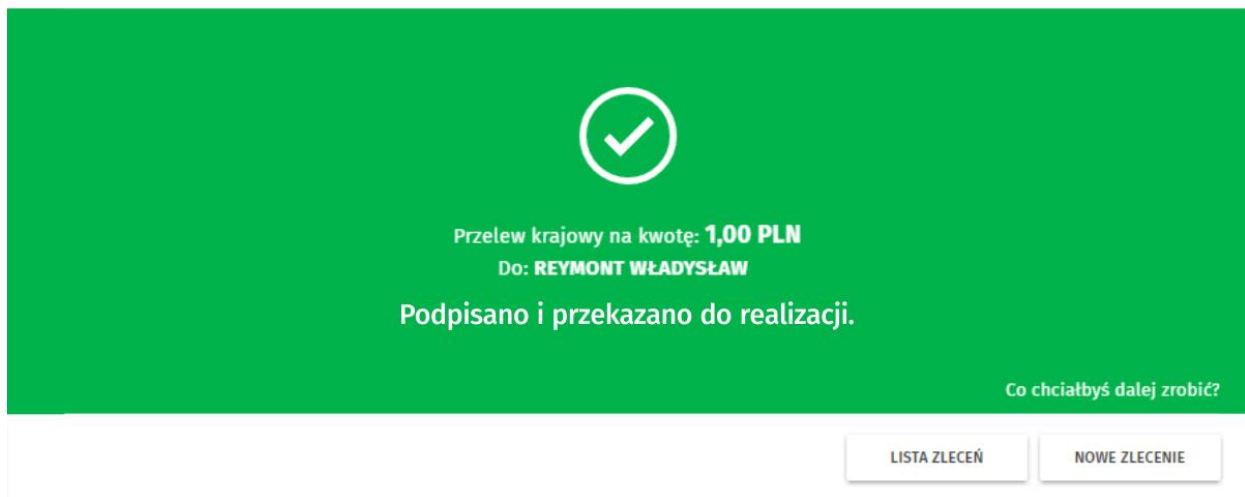 Przelew krajowy na kwotę: 1,00 PLN
Do: REYMONT WŁADYSŁAW
Podpisano i przekazano do realizacji.
Co chciałbyś dalej zrobić?
LISTA ZLECEŃ NOWE ZLECENIE